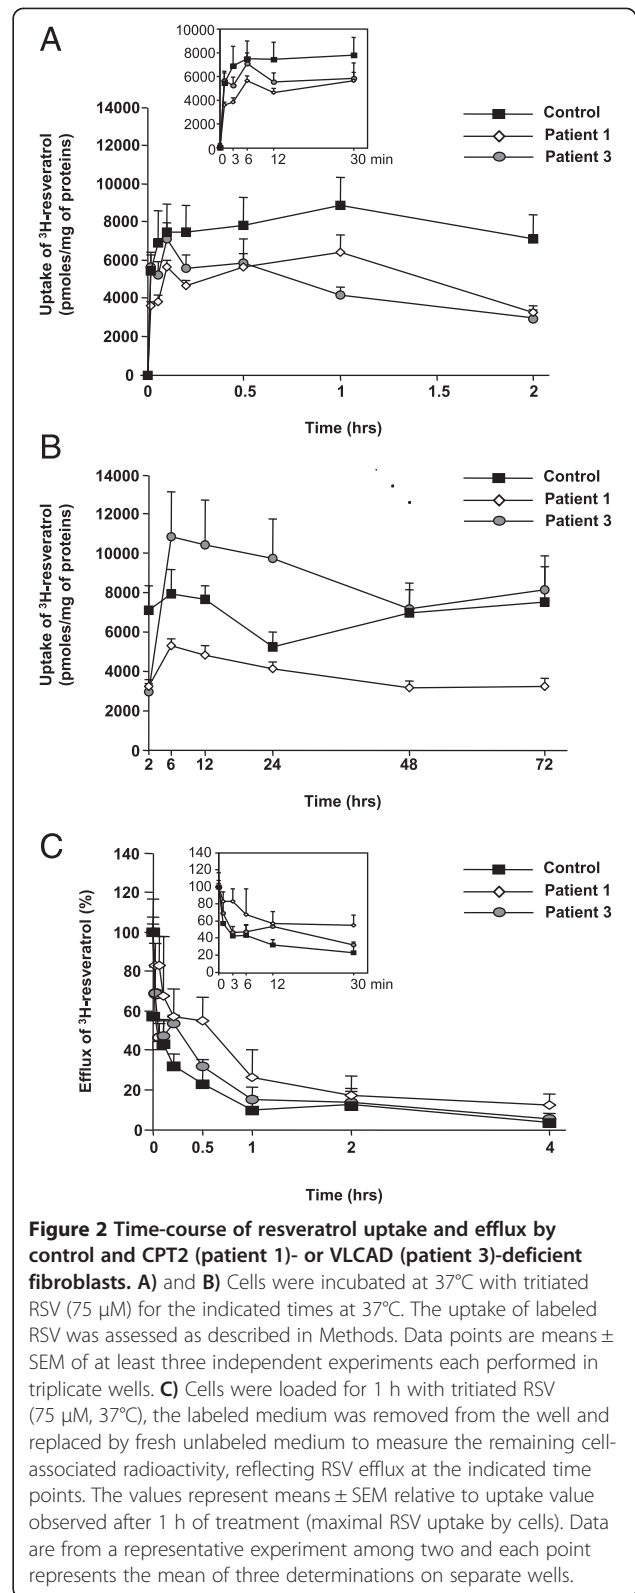 A
10000
8000
6000
4000
2000
0
0 3 6 12 30 min
14000
12000
10000
8000
6000
4000
2000
0
Uptake of ³H-resveratrol
(pmoles/mg of proteins)
Control
Patient 1
Patient 3
0 0.5 1 1.5 2
Time (hrs)
B
14000
12000
10000
8000
6000
4000
2000
0
Uptake of ³H-resveratrol
(pmoles/mg of proteins)
Control
Patient 1
Patient 3
2 6 12 24 48 72
Time (hrs)
C
140
120
100
80
60
40
20
0
Efflux of ³H-resveratrol (%)
140
120
100
80
60
40
20
0
0 3 6 12 30 min
Control
Patient 1
Patient 3
0 0.5 1 2 4
Time (hrs)
Figure 2 Time-course of resveratrol uptake and efflux by
control and CPT2 (patient 1)- or VLCAD (patient 3)-deficient
fibroblasts. A) and B) Cells were incubated at 37°C with tritiated
RSV (75 μM) for the indicated times at 37°C. The uptake of labeled
RSV was assessed as described in Methods. Data points are means ±
SEM of at least three independent experiments each performed in
triplicate wells. C) Cells were loaded for 1 h with tritiated RSV
(75 μM, 37°C), the labeled medium was removed from the well and
replaced by fresh unlabeled medium to measure the remaining cell-
associated radioactivity, reflecting RSV efflux at the indicated time
points. The values represent means ± SEM relative to uptake value
observed after 1 h of treatment (maximal RSV uptake by cells). Data
are from a representative experiment among two and each point
represents the mean of three determinations on separate wells.